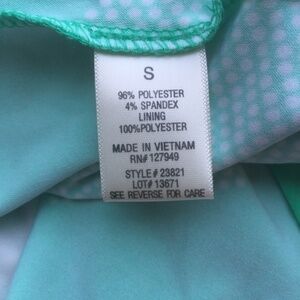 S
96% POLYESTER
4% SPANDEX
LINING
100%POLYESTER
MADE IN VIETNAM
RN# 127949
STYLE # 23821
LOT# 13671
SEE REVERSE FOR CARE